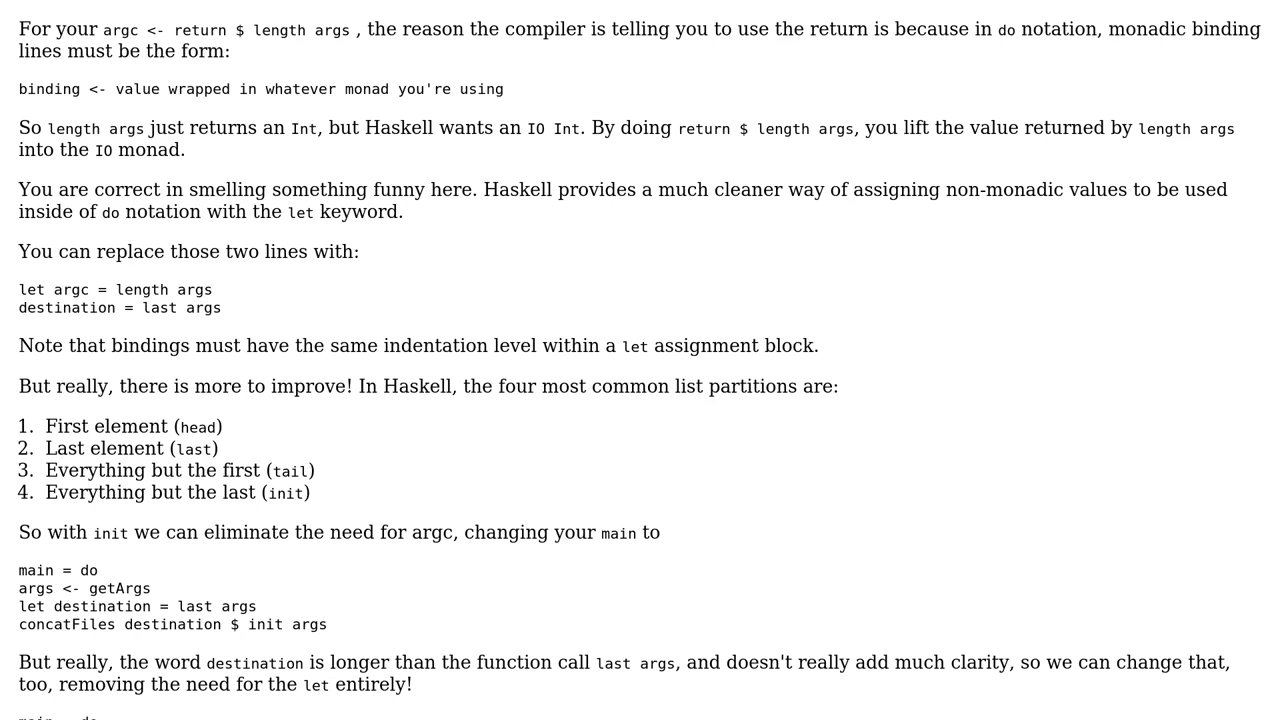 For your argc <- return $ length args , the reason the compiler is telling you to use the return is because in do notation, monadic binding
lines must be the form:
binding <- value wrapped in whatever monad you're using
So length args just returns an Int, but Haskell wants an IO Int. By doing return $ length args, you lift the value returned by length args
into the IO monad.
You are correct in smelling something funny here. Haskell provides a much cleaner way of assigning non-monadic values to be used
inside of do notation with the let keyword.
You can replace those two lines with:
let argc = length args
destination = last args
Note that bindings must have the same indentation level within a let assignment block.
But really, there is more to improve! In Haskell, the four most common list partitions are:
1. First element (head)
2. Last element (last)
3. Everything but the first (tail)
4. Everything but the last (init)
So with init we can eliminate the need for argc, changing your main to
main = do
args <- getArgs
let destination = last args
concatFiles destination $ init args
But really, the word destination is longer than the function call last args, and doesn't really add much clarity, so we can change that,
too, removing the need for the let entirely!